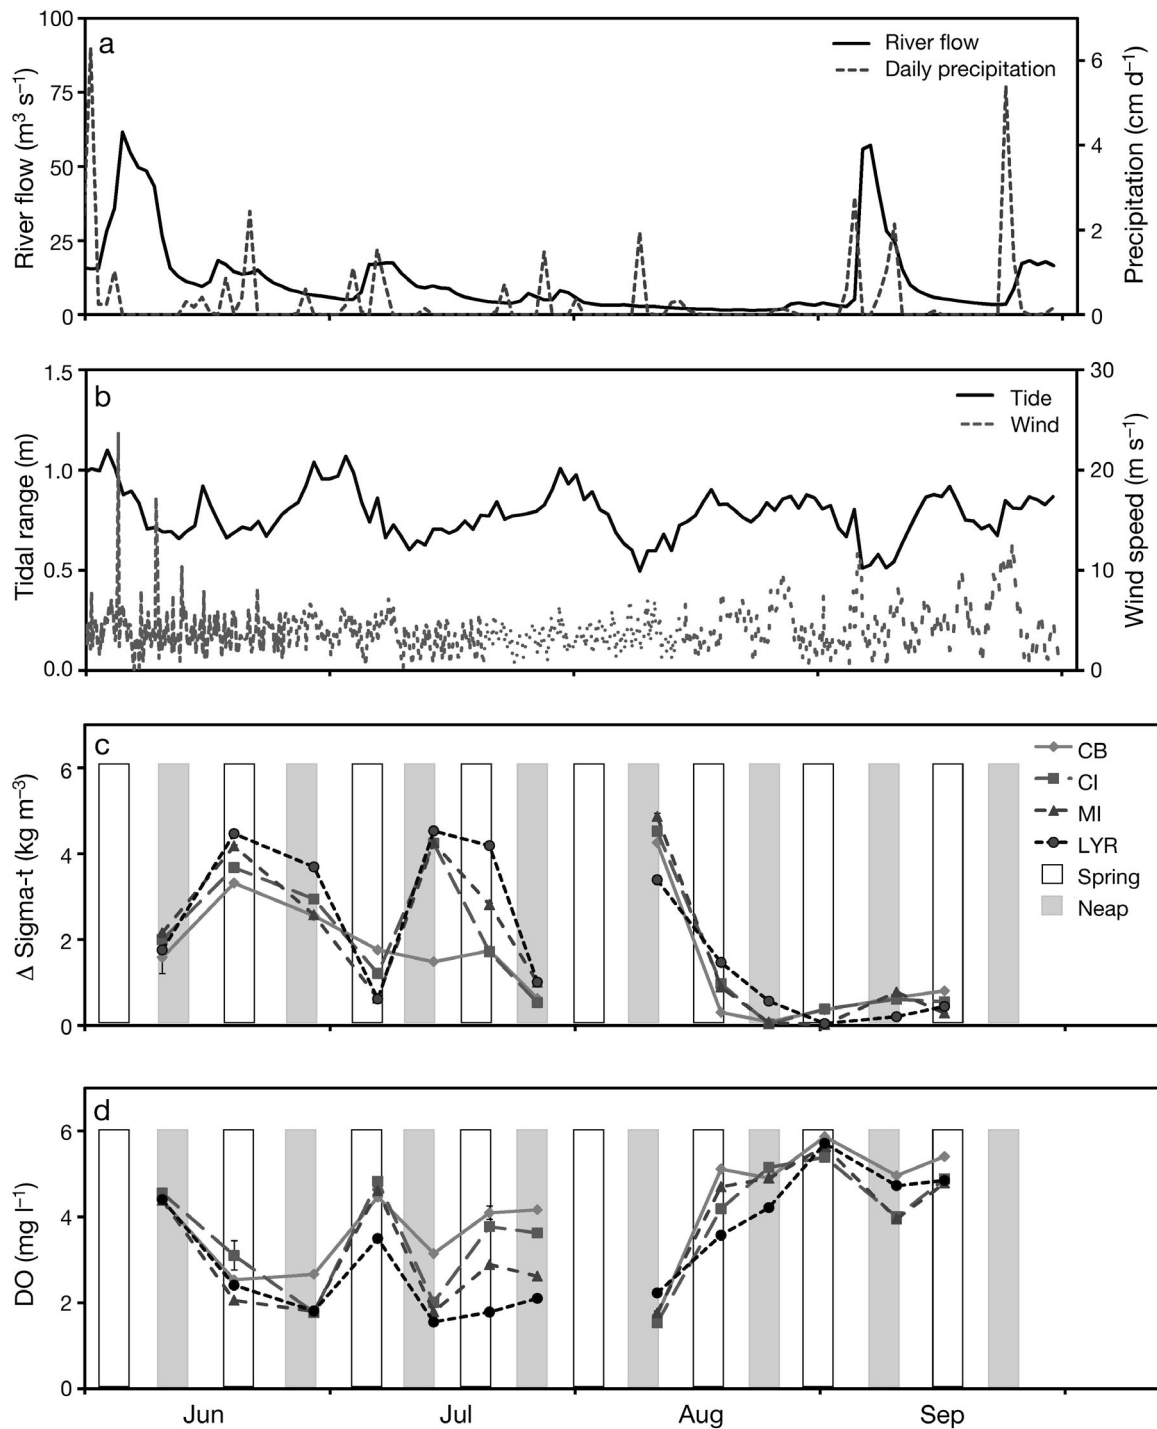 a
River flow
Daily precipitation
River flow (m³ s⁻¹)
100
75
50
25
0
Precipitation (cm d⁻¹)
6
4
2
0
b
Tide
Wind
Tidal range (m)
1.5
1.0
0.5
0.0
Wind speed (m s⁻¹)
30
20
10
0
c
CB
CI
MI
LYR
Spring
Neap
Δ Sigma-t (kg m⁻³)
6
4
2
0
d
DO (mg l⁻¹)
6
4
2
0
Jun Jul Aug Sep